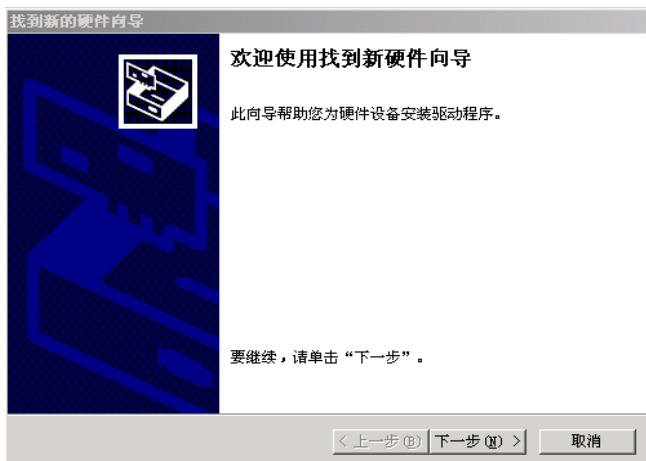 找到新的硬件向导
欢迎使用找到新硬件向导
此向导帮助您为硬件设备安装驱动程序。
要继续，请单击“下一步”。
< 上一步(B) 下一步(N) > 取消